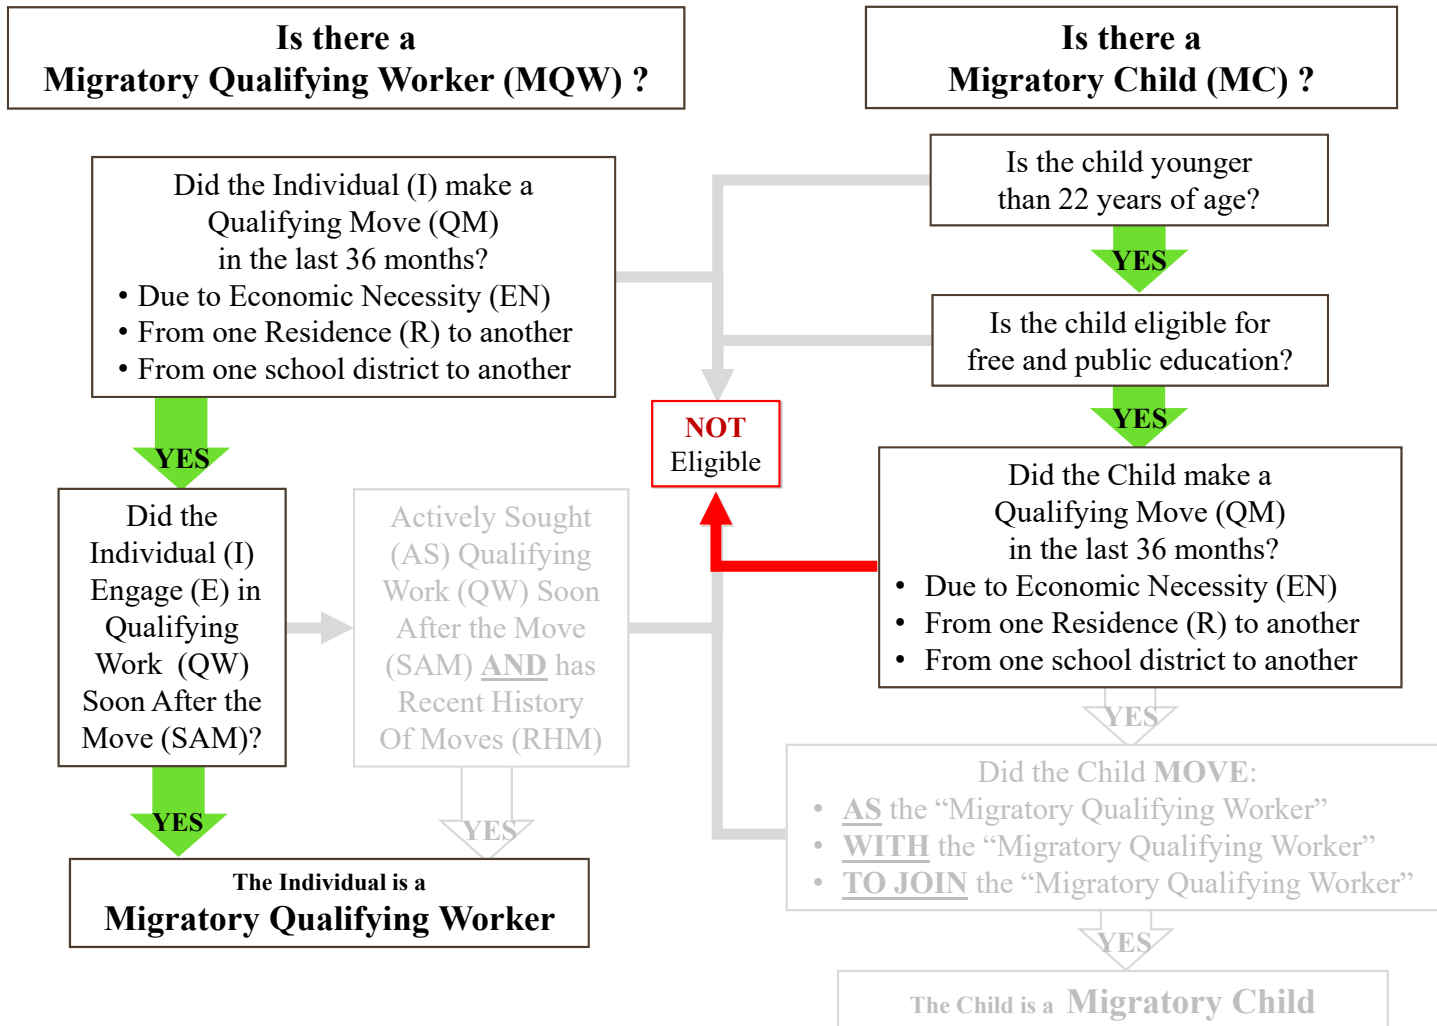 Is there a
Migratory Qualifying Worker (MQW) ?
Did the Individual (I) make a
Qualifying Move (QM)
in the last 36 months?
• Due to Economic Necessity (EN)
• From one Residence (R) to another
• From one school district to another
YES
Did the
Individual (I)
Engage (E) in
Qualifying
Work (QW)
Soon After the
Move (SAM)?
Actively Sought
(AS) Qualifying
Work (QW) Soon
After the Move
(SAM) AND has
Recent History
Of Moves (RHM)
YES
YES
The Individual is a
Migratory Qualifying Worker
NOT
Eligible
Is there a
Migratory Child (MC) ?
Is the child younger
than 22 years of age?
YES
Is the child eligible for
free and public education?
YES
Did the Child make a
Qualifying Move (QM)
in the last 36 months?
• Due to Economic Necessity (EN)
• From one Residence (R) to another
• From one school district to another
YES
Did the Child MOVE:
• AS the “Migratory Qualifying Worker”
• WITH the “Migratory Qualifying Worker”
• TO JOIN the “Migratory Qualifying Worker”
YES
The Child is a Migratory Child